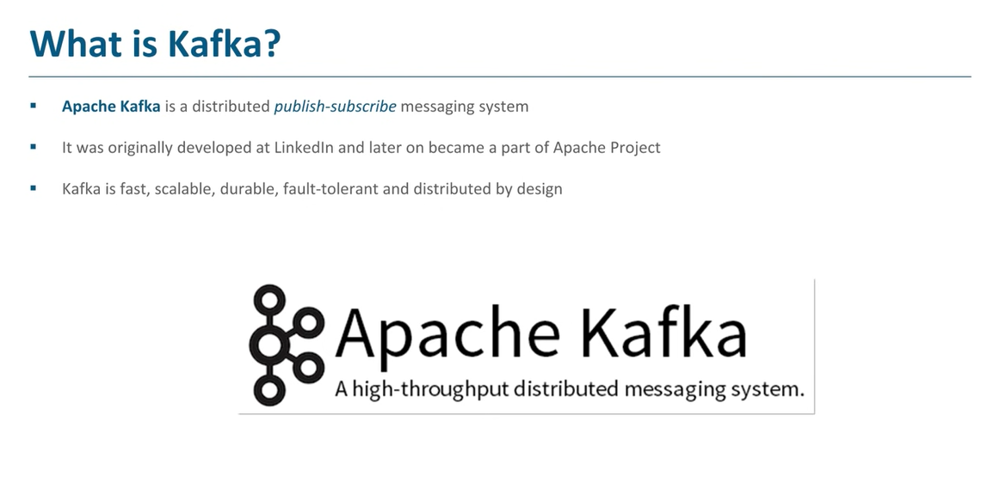 What is Kafka?
▪ Apache Kafka is a distributed publish-subscribe messaging system
▪ It was originally developed at LinkedIn and later on became a part of Apache Project
▪ Kafka is fast, scalable, durable, fault-tolerant and distributed by design
Apache Kafka
A high-throughput distributed messaging system.